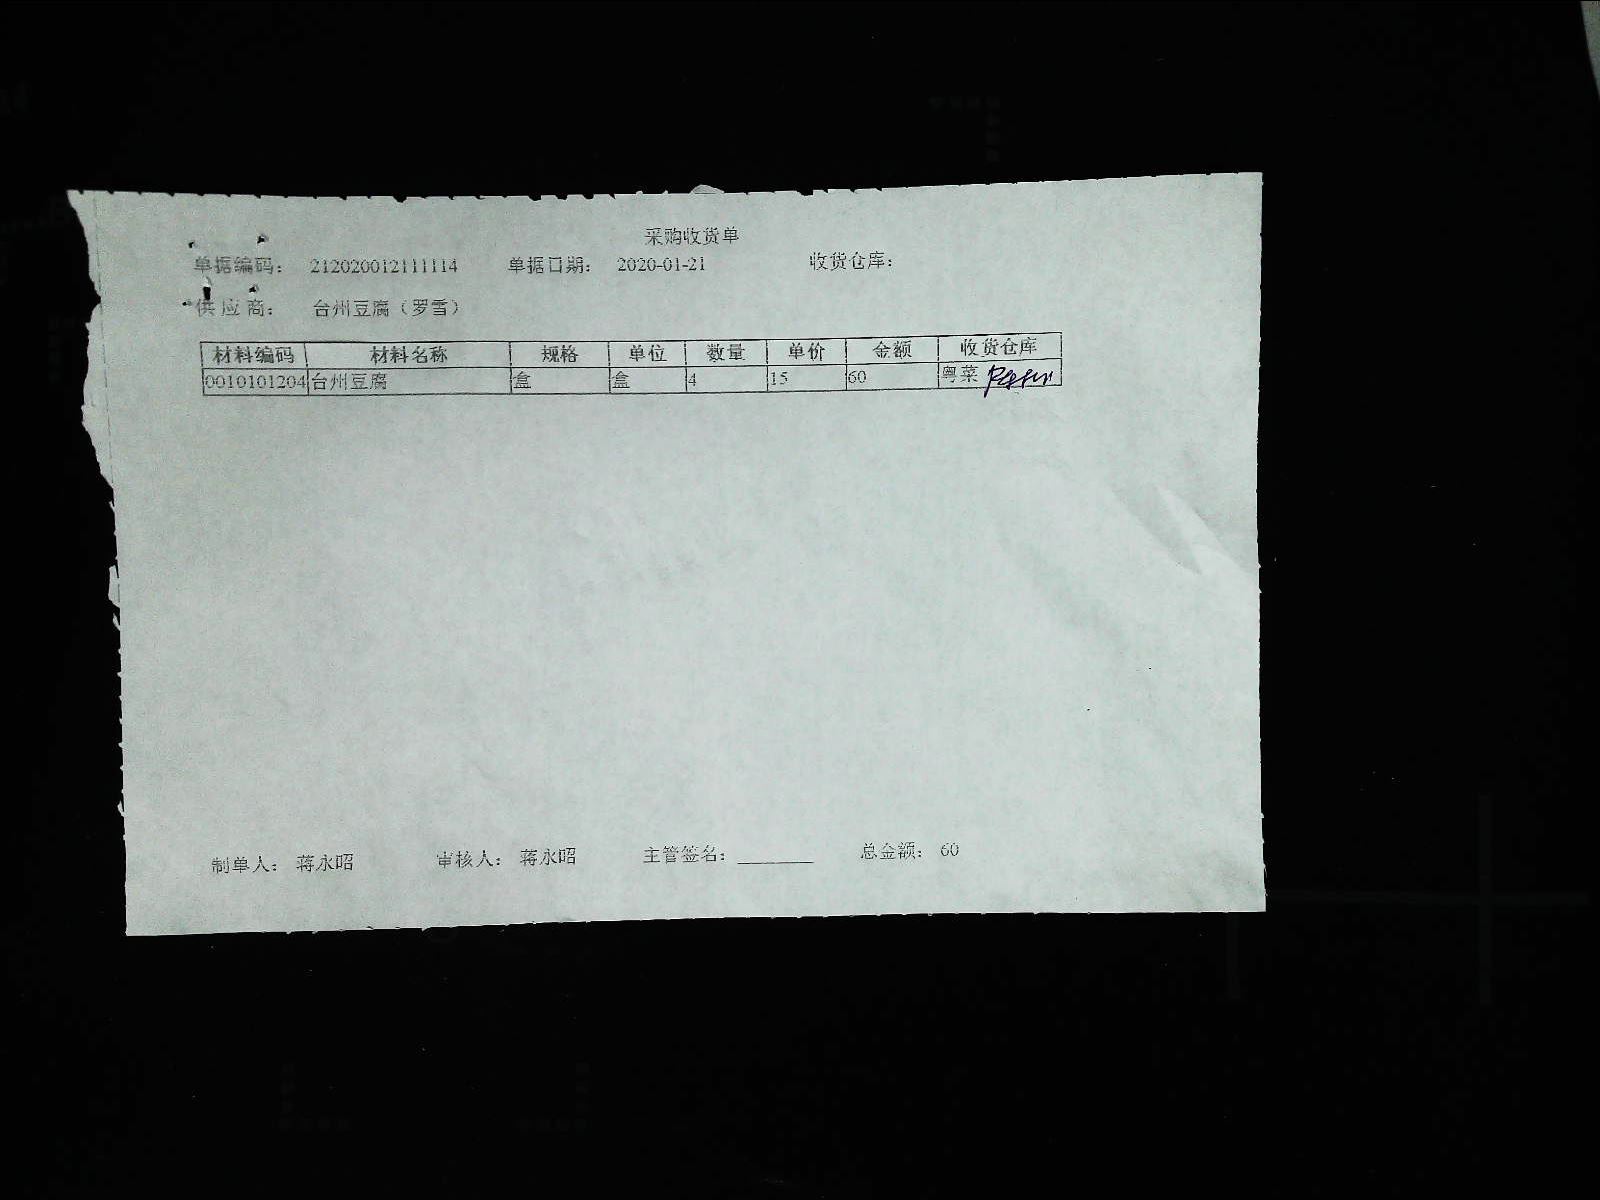 采购收货单
单据编码： 212020012111114 单据日期： 2020-01-21 收货仓库：
供应商： 台州豆腐（罗雪）
材料编码 材料名称 规格 单位 数量 单价 金额 收货仓库
0010101204 台州豆腐 盒 盒 4 15 60 粤菜
制单人： 蒋永昭 审核人： 蒋永昭 主管签名：________ 总金额： 60